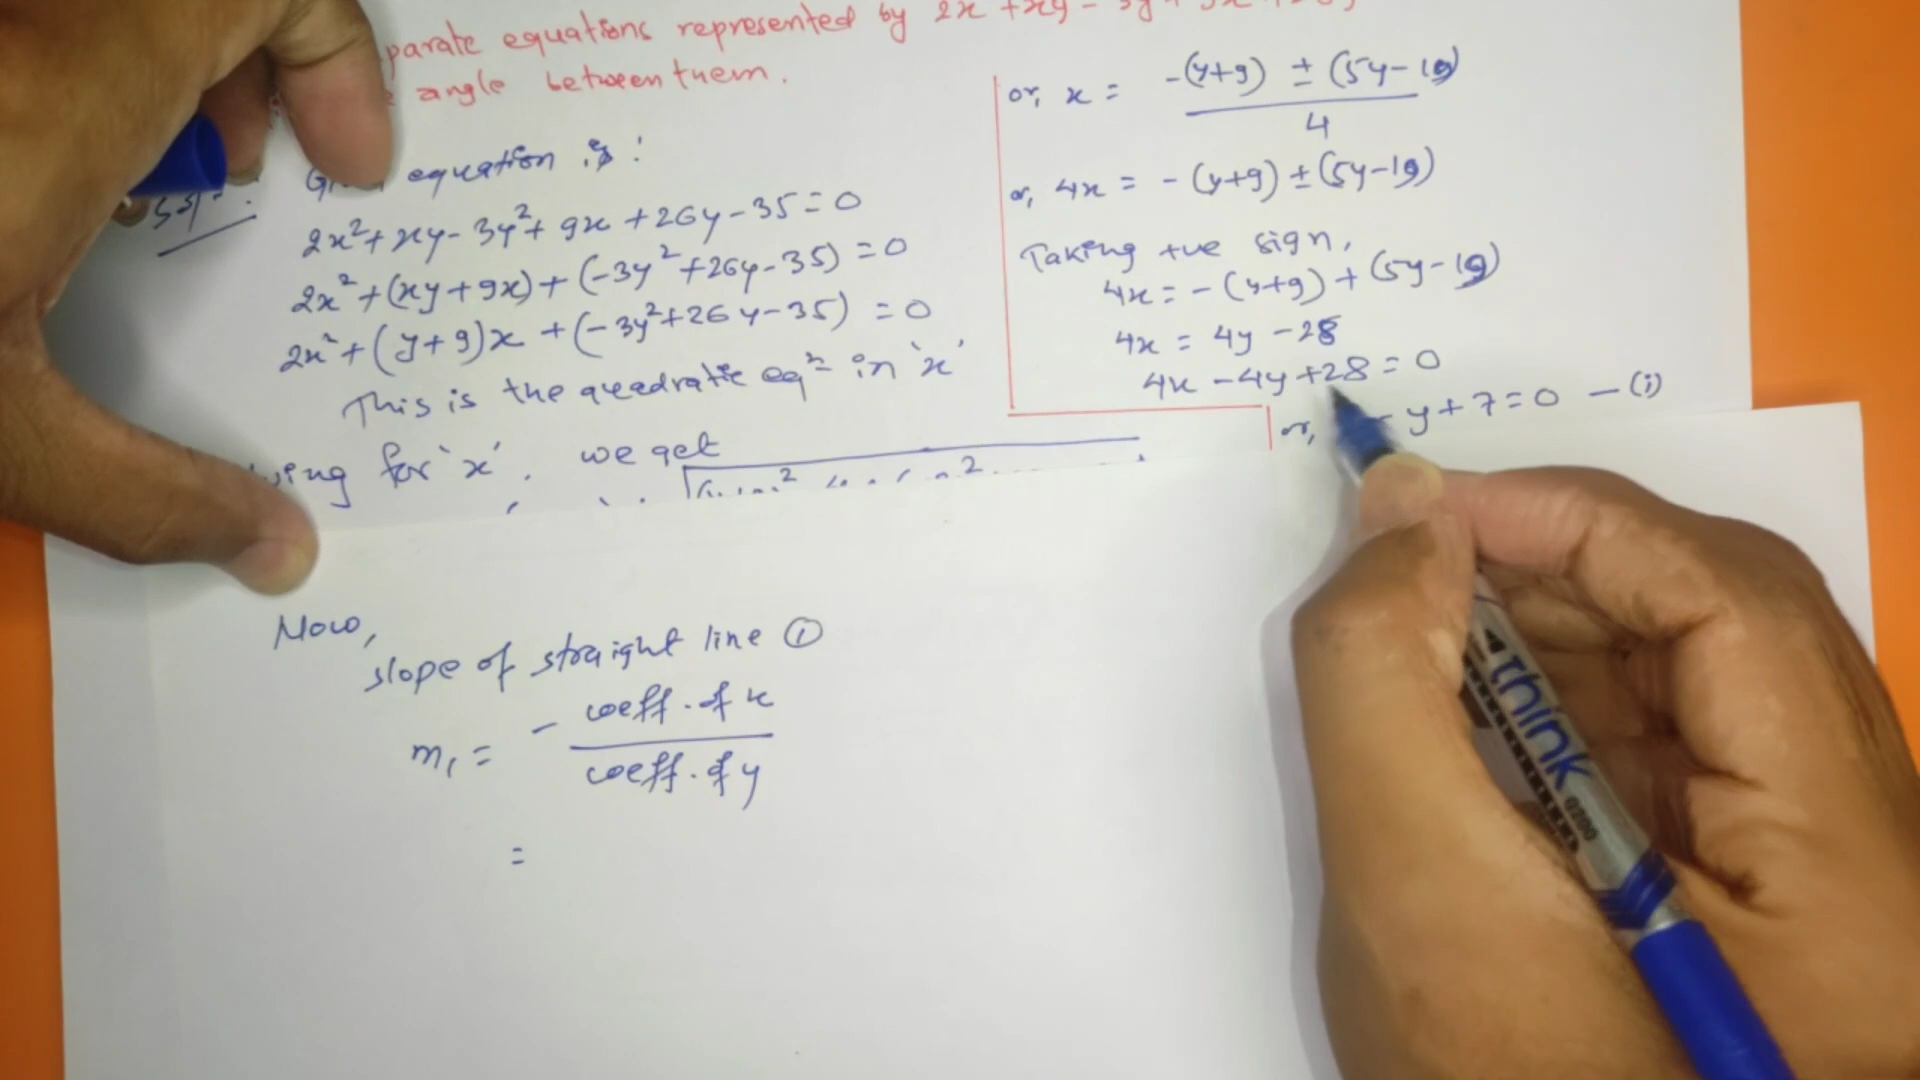 parate equations represented by 2x + xy -
angle between them.
equation is:
2x² + xy - 3y² + 9x + 26y - 35 = 0
2x² + (xy + 9x) + (-3y² + 26y - 35) = 0
2x² + (y + 9)x + (-3y² + 26y - 35) = 0
This is the quadratic eqⁿ in 'x'
ving for 'x', we get
or, x = -(y+9) ± (5y-19)
4
or, 4x = -(y+9) ± (5y-19)
Taking +ve sign,
4x = -(y+9) + (5y-19)
4x = 4y - 28
4x - 4y + 28 = 0
or, - y + 7 = 0 - (i)
Now,
slope of straight line ①
m₁ = - coeff. of x
coeff. of y
=
Think
0200